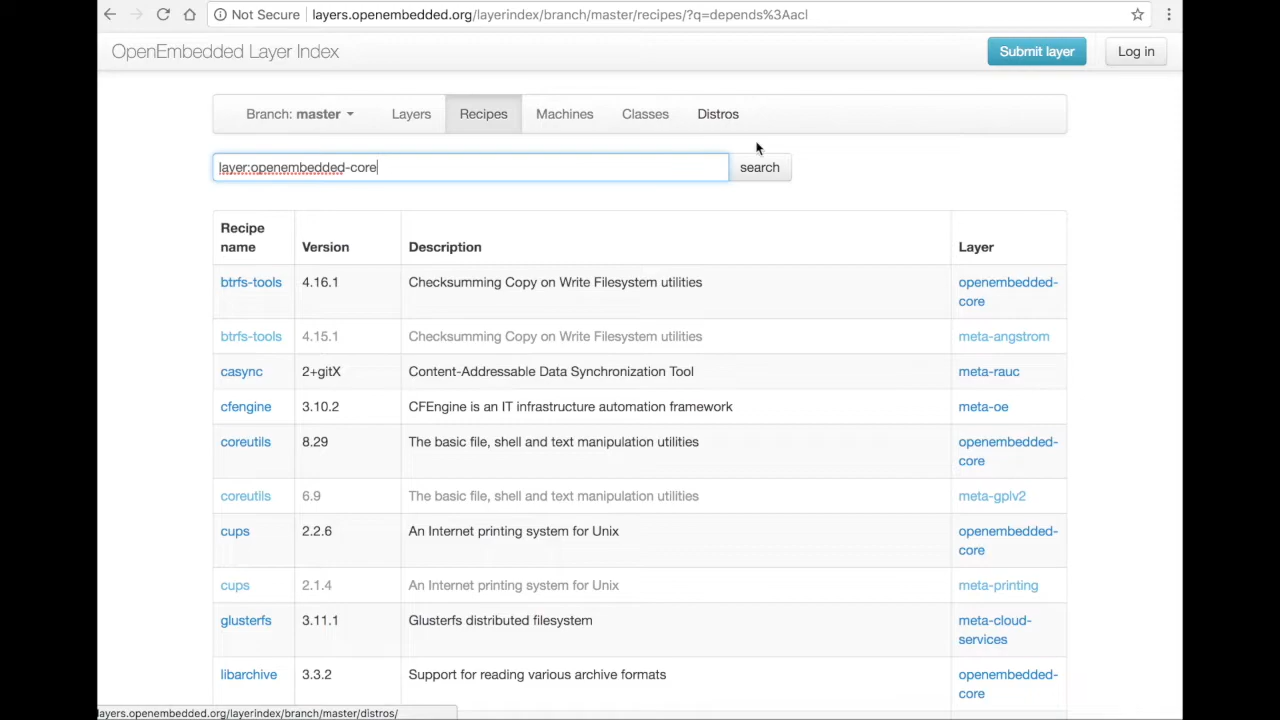 Not Secure | layers.openembedded.org/layerindex/branch/master/recipes/?q=depends%3Aacl
OpenEmbedded Layer Index
Submit layer
Log in
Branch: master
Layers
Recipes
Machines
Classes
Distros
layer:openembedded-core
search
Recipe
name
Version
Description
Layer
btrfs-tools
4.16.1
Checksumming Copy on Write Filesystem utilities
openembedded-
core
btrfs-tools
4.15.1
Checksumming Copy on Write Filesystem utilities
meta-angstrom
casync
2+gitX
Content-Addressable Data Synchronization Tool
meta-rauc
cfengine
3.10.2
CFEngine is an IT infrastructure automation framework
meta-oe
coreutils
8.29
The basic file, shell and text manipulation utilities
openembedded-
core
coreutils
6.9
The basic file, shell and text manipulation utilities
meta-gplv2
cups
2.2.6
An Internet printing system for Unix
openembedded-
core
cups
2.1.4
An Internet printing system for Unix
meta-printing
glusterfs
3.11.1
Glusterfs distributed filesystem
meta-cloud-
services
libarchive
3.3.2
Support for reading various archive formats
openembedded-
core
layers.openembedded.org/layerindex/branch/master/distros/